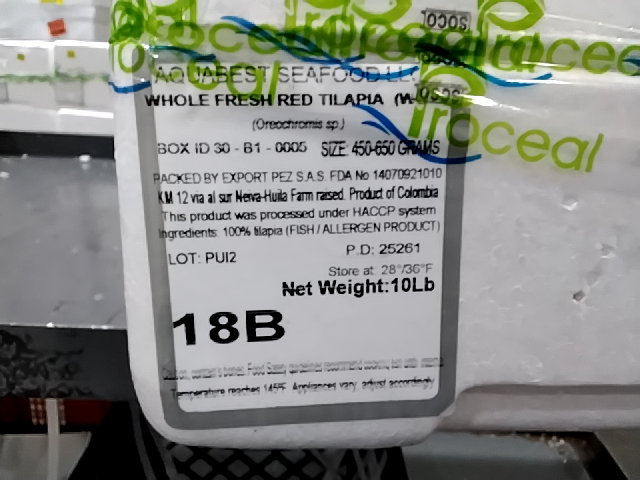 Proceal
AQUABEST SEAFOOD LLC
WHOLE FRESH RED TILAPIA
(Oreochromis sp.)
BOX ID 30 - B1 - 0005 SIZE: 450-650 GRAMS
PACKED BY EXPORT PEZ S.A.S. FDA No 14070921010
KM 12 via al sur Neiva-Huila Farm raised. Product of Colombia
This product was processed under HACCP system
Ingredients: 100% tilapia (FISH / ALLERGEN PRODUCT)
LOT: PUI2 P.D: 25261
Store at: 28°/36°F
Net Weight:10Lb
18B
Temperature reaches 145°F. Appliances vary, adjust accordingly.